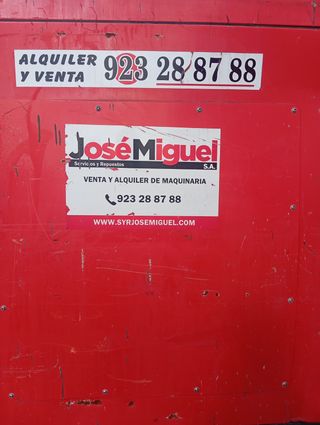 ALQUILER
Y VENTA
923 28 87 88
JoséMiguel
S.A.
Servicios y Repuestos
VENTA Y ALQUILER DE MAQUINARIA
923 28 87 88
WWW.SYRJOSEMIGUEL.COM